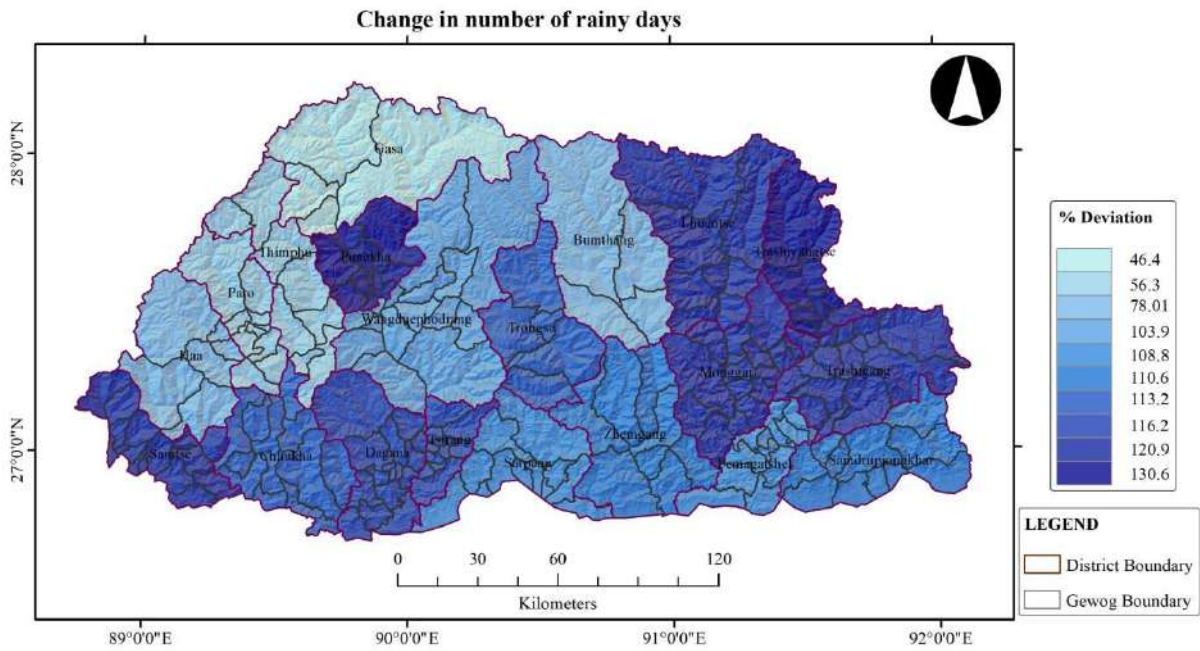 Change in number of rainy days
28°0'0"N
27°0'0"N
Gasa
Punakha
Thimphu
Paro
Haa
Wangduephodrang
Bumthang
Lhuntse
Trashiyangtse
Trongsa
Monggar
Trashigang
Samtse
Chhukha
Dagana
Tsirang
Sarpang
Zhemgang
Pemagatshel
Samdrupjongkhar
% Deviation
46.4
56.3
78.01
103.9
108.8
110.6
113.2
116.2
120.9
130.6
LEGEND
District Boundary
Gewog Boundary
0 30 60 120
Kilometers
89°0'0"E 90°0'0"E 91°0'0"E 92°0'0"E